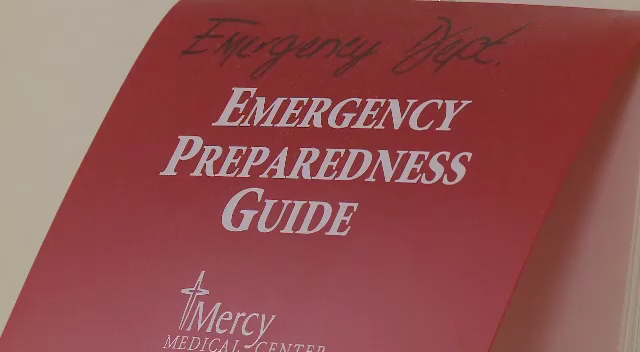 Emergency Dept.
EMERGENCY
PREPAREDNESS
GUIDE
Mercy
MEDICAL CENTER